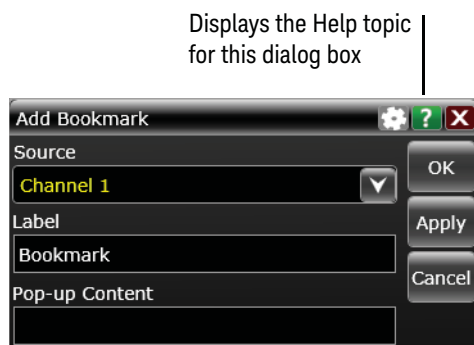 Displays the Help topic
for this dialog box
Add Bookmark
?
X
Source
Channel 1
OK
Label
Apply
Bookmark
Cancel
Pop-up Content